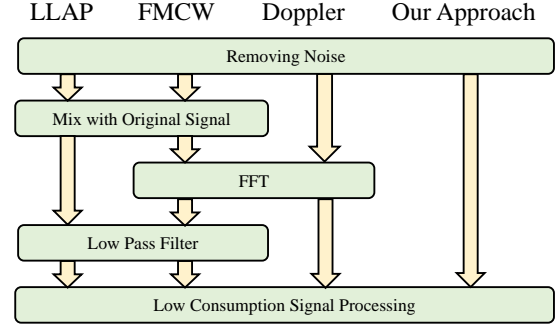 LLAP FMCW Doppler Our Approach
Removing Noise
Mix with Original Signal
FFT
Low Pass Filter
Low Consumption Signal Processing